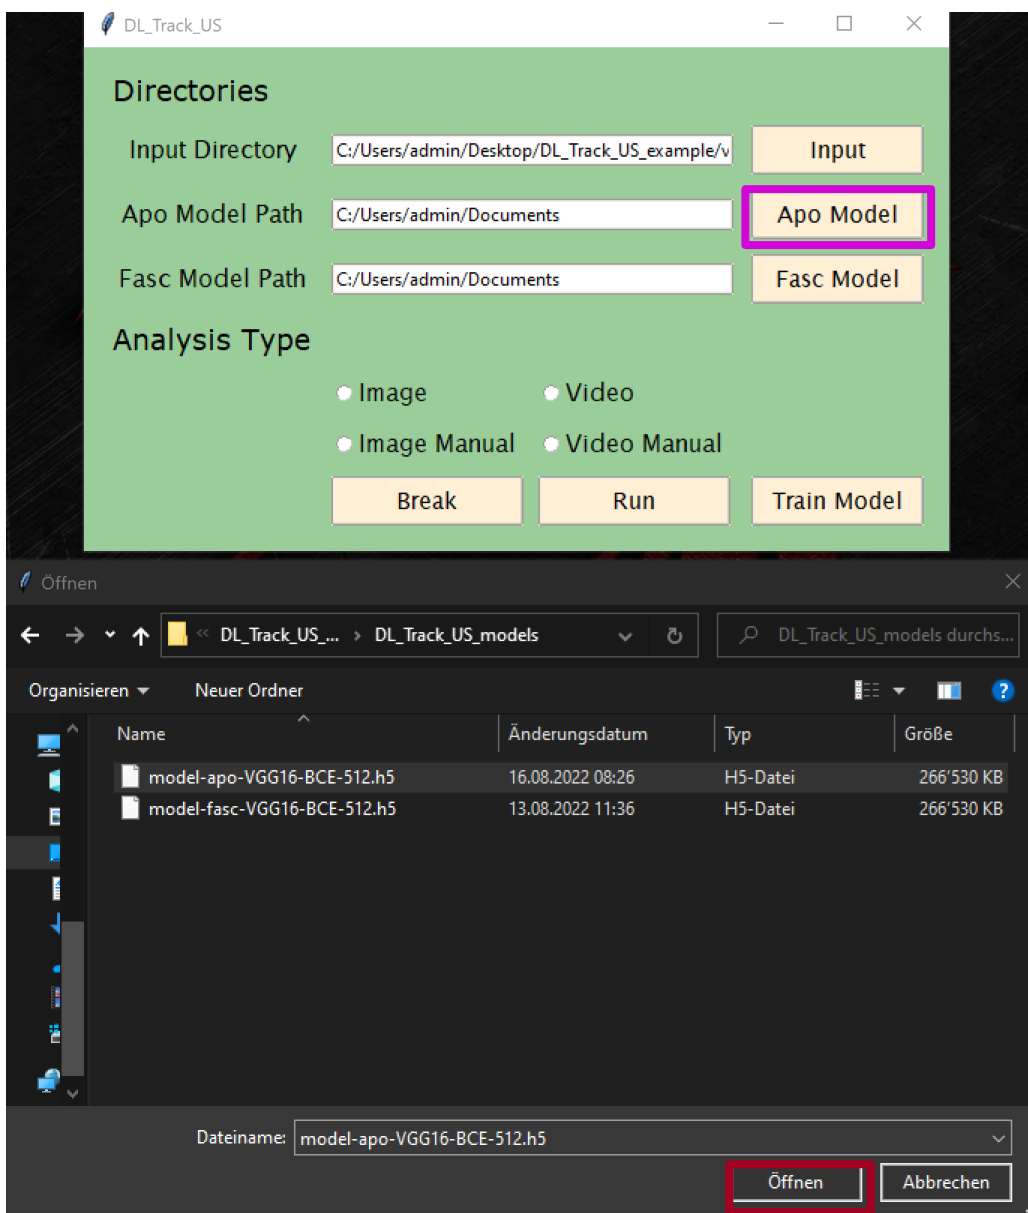 DL_Track_US
Directories
Input Directory C:/Users/admin/Desktop/DL_Track_US_example/v Input
Apo Model Path C:/Users/admin/Documents Apo Model
Fasc Model Path C:/Users/admin/Documents Fasc Model
Analysis Type
Image Video
Image Manual Video Manual
Break Run Train Model
Öffnen
« DL_Track_US_... › DL_Track_US_models DL_Track_US_models durchs...
Organisieren Neuer Ordner ?
Name Änderungsdatum Typ Größe
model-apo-VGG16-BCE-512.h5 16.08.2022 08:26 H5-Datei 266'530 KB
model-fasc-VGG16-BCE-512.h5 13.08.2022 11:36 H5-Datei 266'530 KB
Dateiname: model-apo-VGG16-BCE-512.h5
Öffnen Abbrechen